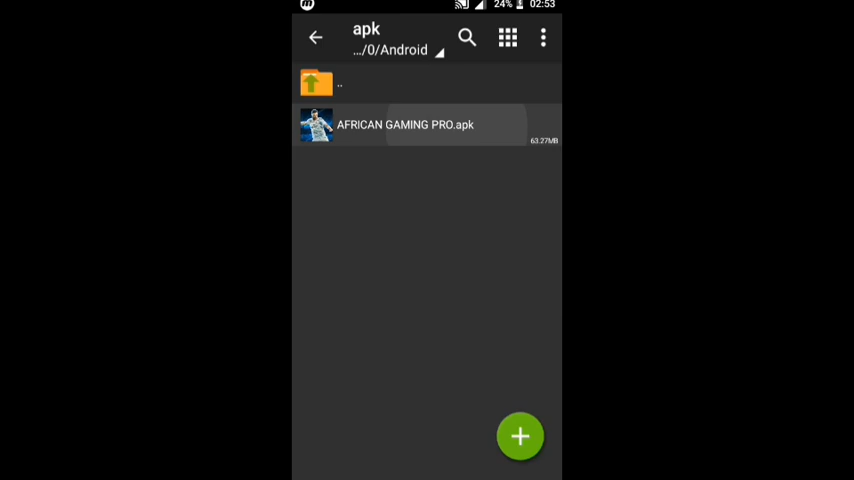 24% 02:53
apk
.../0/Android
..
AFRICAN GAMING PRO.apk
63.27MB